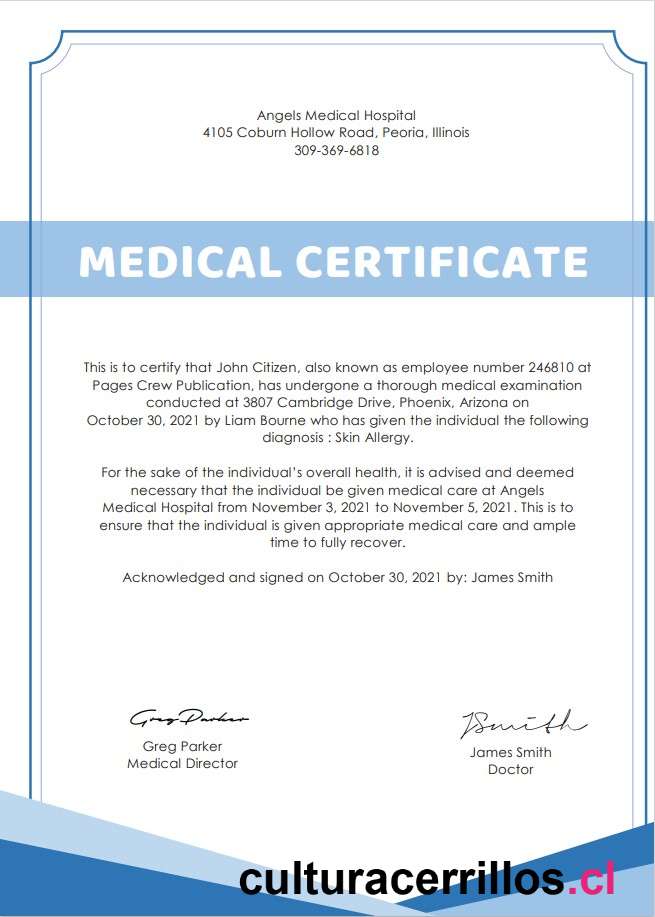 Angels Medical Hospital
4105 Coburn Hollow Road, Peoria, Illinois
309-369-6818
MEDICAL CERTIFICATE
This is to certify that John Citizen, also known as employee number 246810 at
Pages Crew Publication, has undergone a thorough medical examination
conducted at 3807 Cambridge Drive, Phoenix, Arizona on
October 30, 2021 by Liam Bourne who has given the individual the following
diagnosis : Skin Allergy.
For the sake of the individual's overall health, it is advised and deemed
necessary that the individual be given medical care at Angels
Medical Hospital from November 3, 2021 to November 5, 2021. This is to
ensure that the individual is given appropriate medical care and ample
time to fully recover.
Acknowledged and signed on October 30, 2021 by: James Smith
Greg Parker
Greg Parker
Medical Director
JSmith
James Smith
Doctor
culturacerrillos.cl